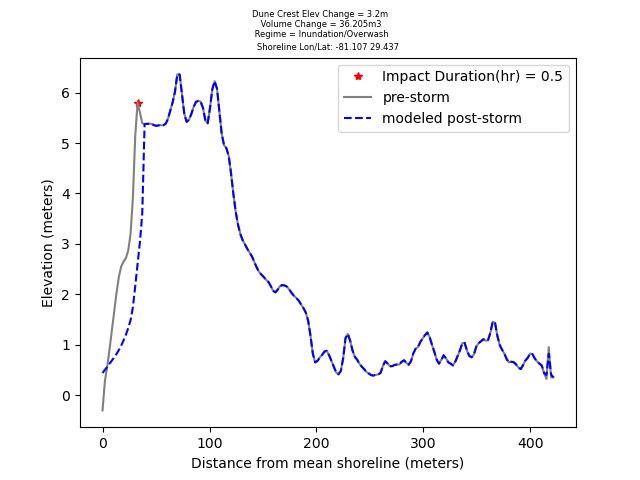 Dune Crest Elev Change = 3.2m
Volume Change = 36.205m3
Regime = Inundation/Overwash
Shoreline Lon/Lat: -81.107 29.437
Impact Duration(hr) = 0.5
pre-storm
modeled post-storm
6
5
4
3
2
1
0
Elevation (meters)
0 100 200 300 400
Distance from mean shoreline (meters)